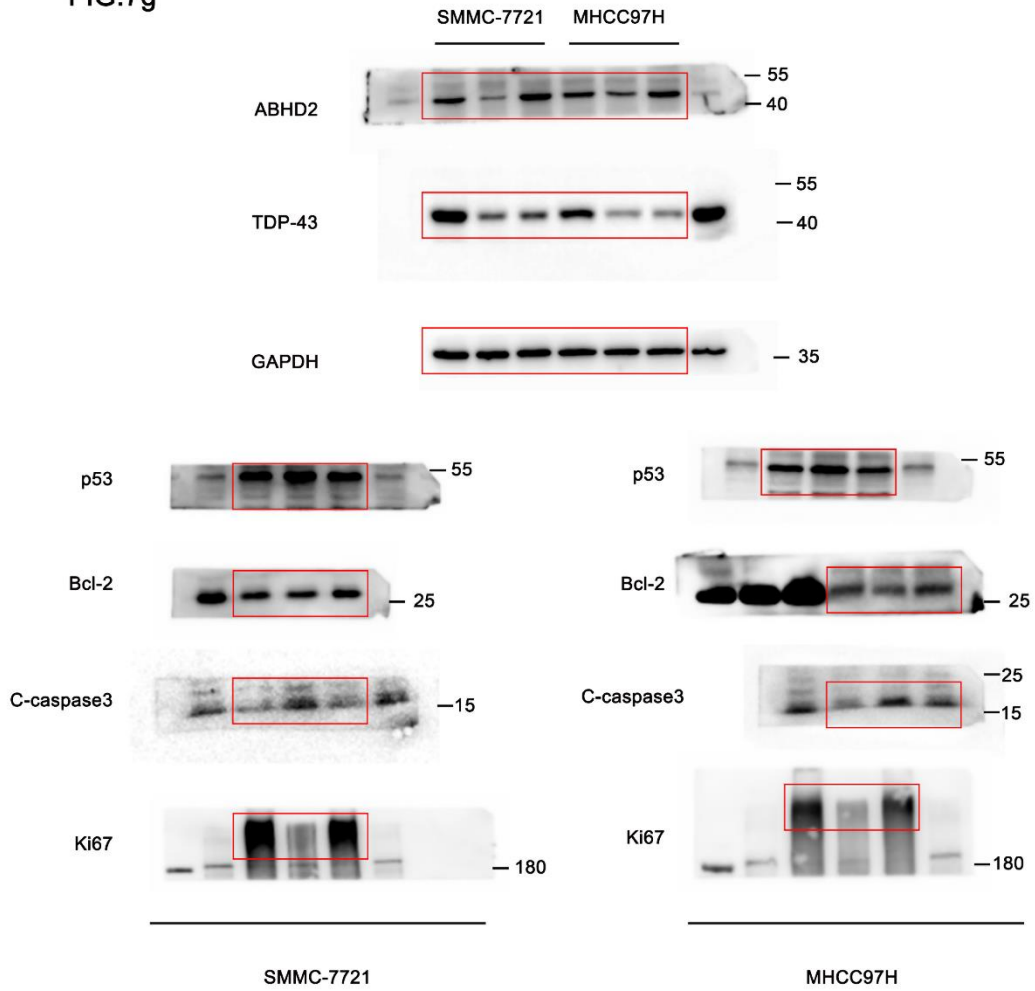 FIG.7g
SMMC-7721 MHCC97H
ABHD2
— 55
— 40
TDP-43
— 55
— 40
GAPDH
— 35
p53
— 55
p53
— 55
Bcl-2
— 25
Bcl-2
— 25
C-caspase3
—15
C-caspase3
—25
—15
Ki67
— 180
Ki67
—180
SMMC-7721
MHCC97H